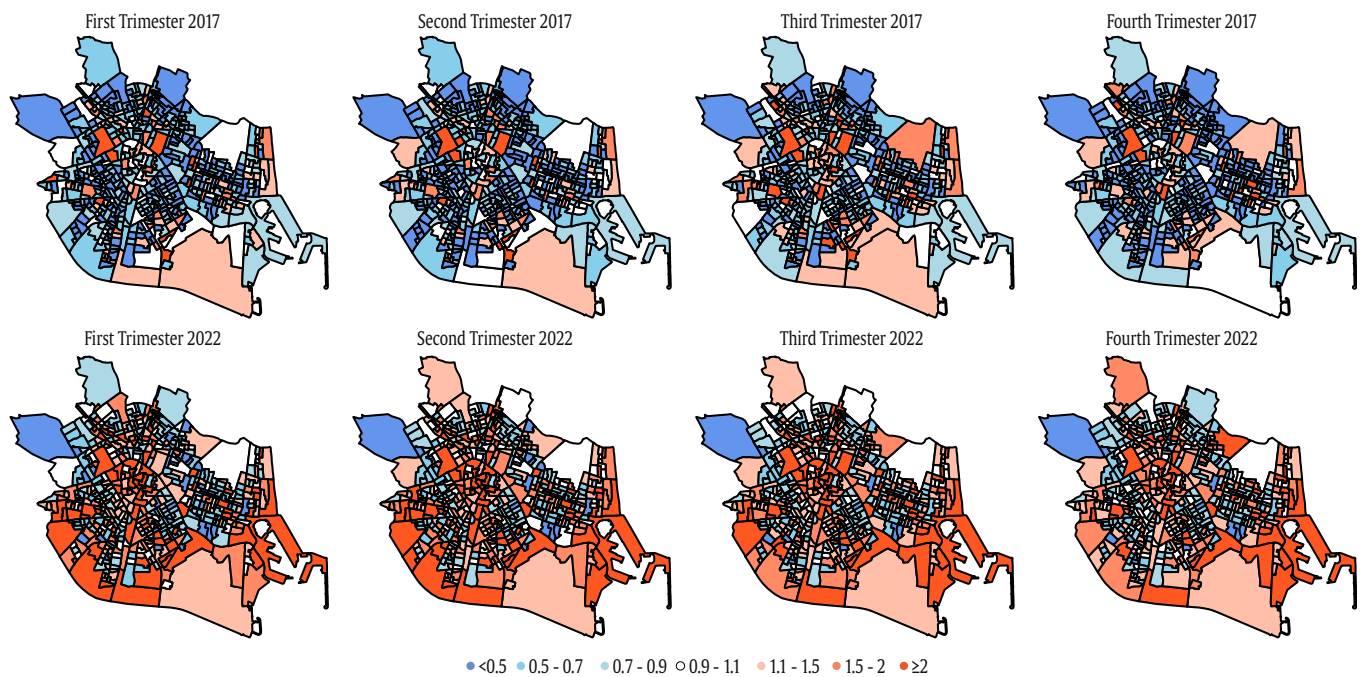 First Trimester 2017
Second Trimester 2017
Third Trimester 2017
Fourth Trimester 2017
First Trimester 2022
Second Trimester 2022
Third Trimester 2022
Fourth Trimester 2022
<0.5 0.5 - 0.7 0.7 - 0.9 0.9 - 1.1 1.1 - 1.5 1.5 - 2 ≥2